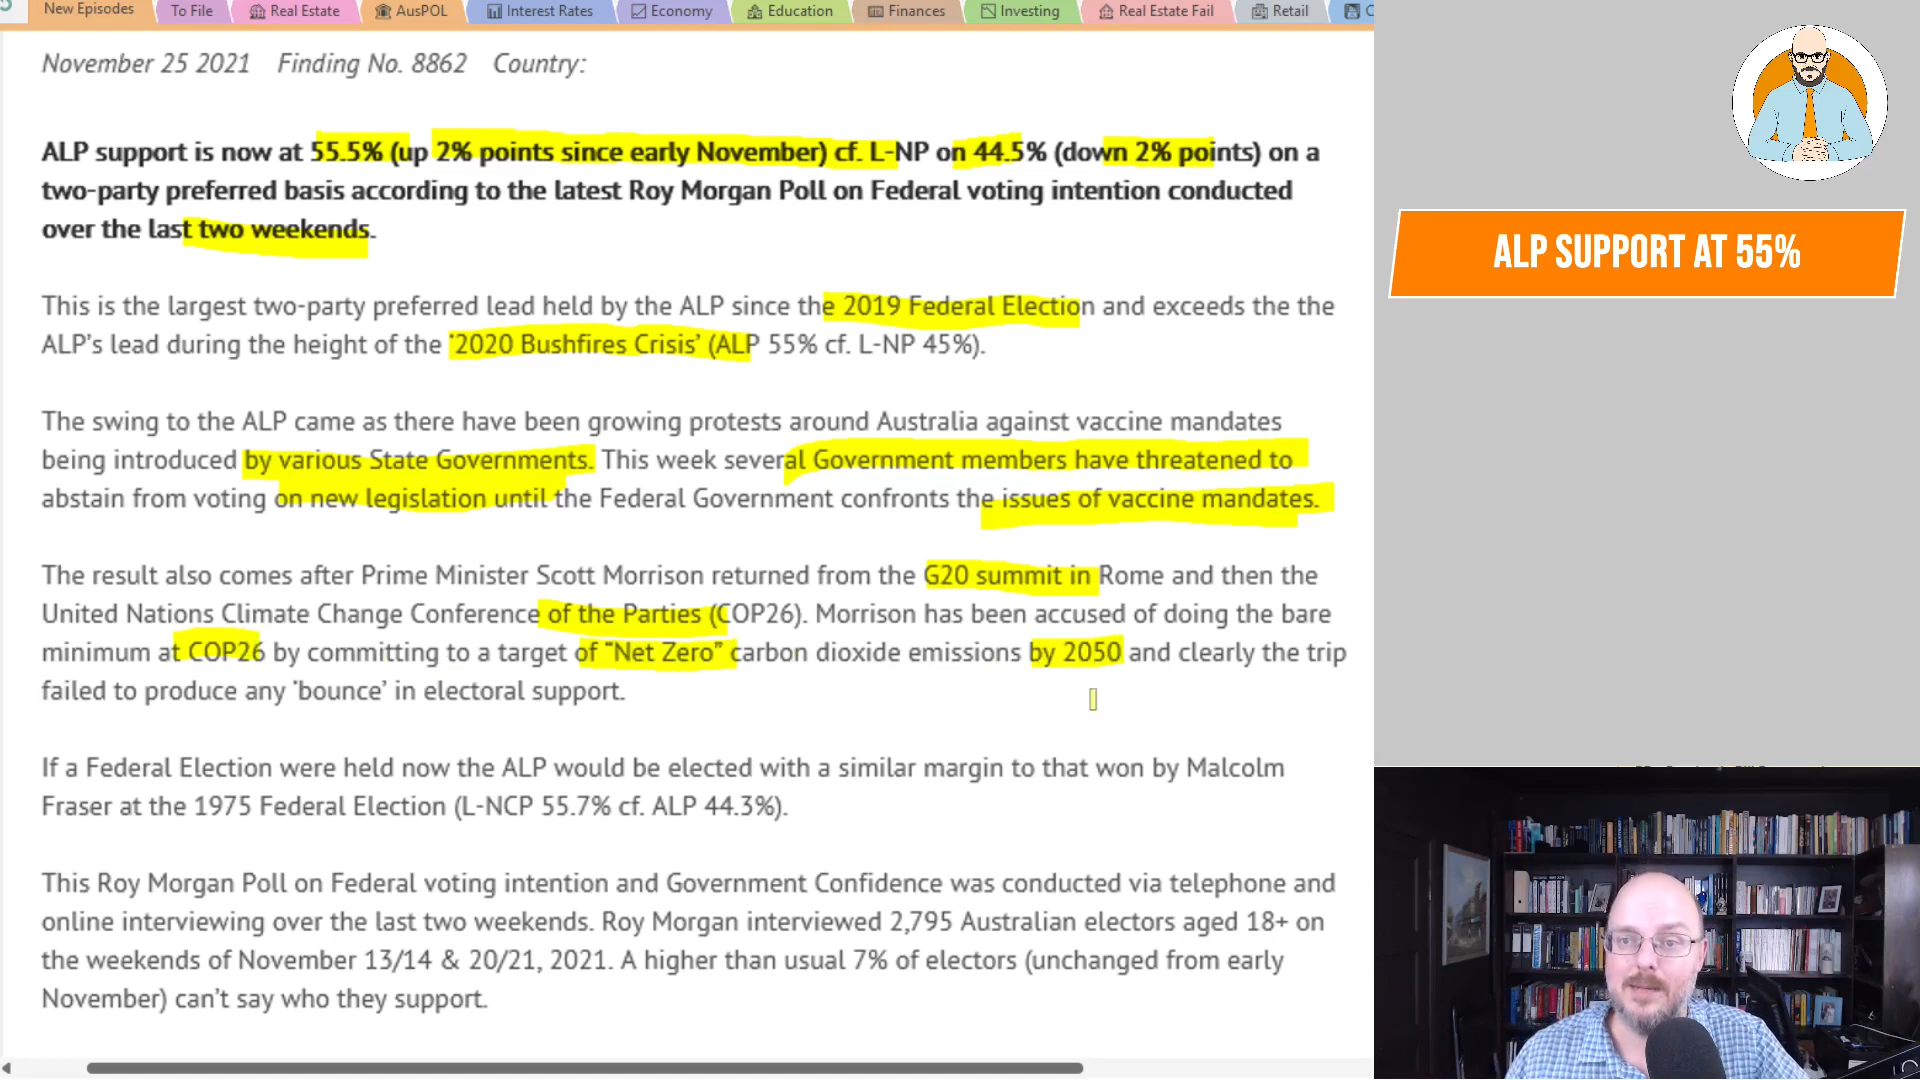 New Episodes To File Real Estate AusPOL Interest Rates Economy Education Finances Investing Real Estate Fail Retail
November 25 2021 Finding No. 8862 Country:
ALP SUPPORT AT 55%
ALP support is now at 55.5% (up 2% points since early November) cf. L-NP on 44.5% (down 2% points) on a
two-party preferred basis according to the latest Roy Morgan Poll on Federal voting intention conducted
over the last two weekends.
This is the largest two-party preferred lead held by the ALP since the 2019 Federal Election and exceeds the the
ALP's lead during the height of the '2020 Bushfires Crisis' (ALP 55% cf. L-NP 45%).
The swing to the ALP came as there have been growing protests around Australia against vaccine mandates
being introduced by various State Governments. This week several Government members have threatened to
abstain from voting on new legislation until the Federal Government confronts the issues of vaccine mandates.
The result also comes after Prime Minister Scott Morrison returned from the G20 summit in Rome and then the
United Nations Climate Change Conference of the Parties (COP26). Morrison has been accused of doing the bare
minimum at COP26 by committing to a target of "Net Zero" carbon dioxide emissions by 2050 and clearly the trip
failed to produce any 'bounce' in electoral support.
If a Federal Election were held now the ALP would be elected with a similar margin to that won by Malcolm
Fraser at the 1975 Federal Election (L-NCP 55.7% cf. ALP 44.3%).
This Roy Morgan Poll on Federal voting intention and Government Confidence was conducted via telephone and
online interviewing over the last two weekends. Roy Morgan interviewed 2,795 Australian electors aged 18+ on
the weekends of November 13/14 & 20/21, 2021. A higher than usual 7% of electors (unchanged from early
November) can't say who they support.